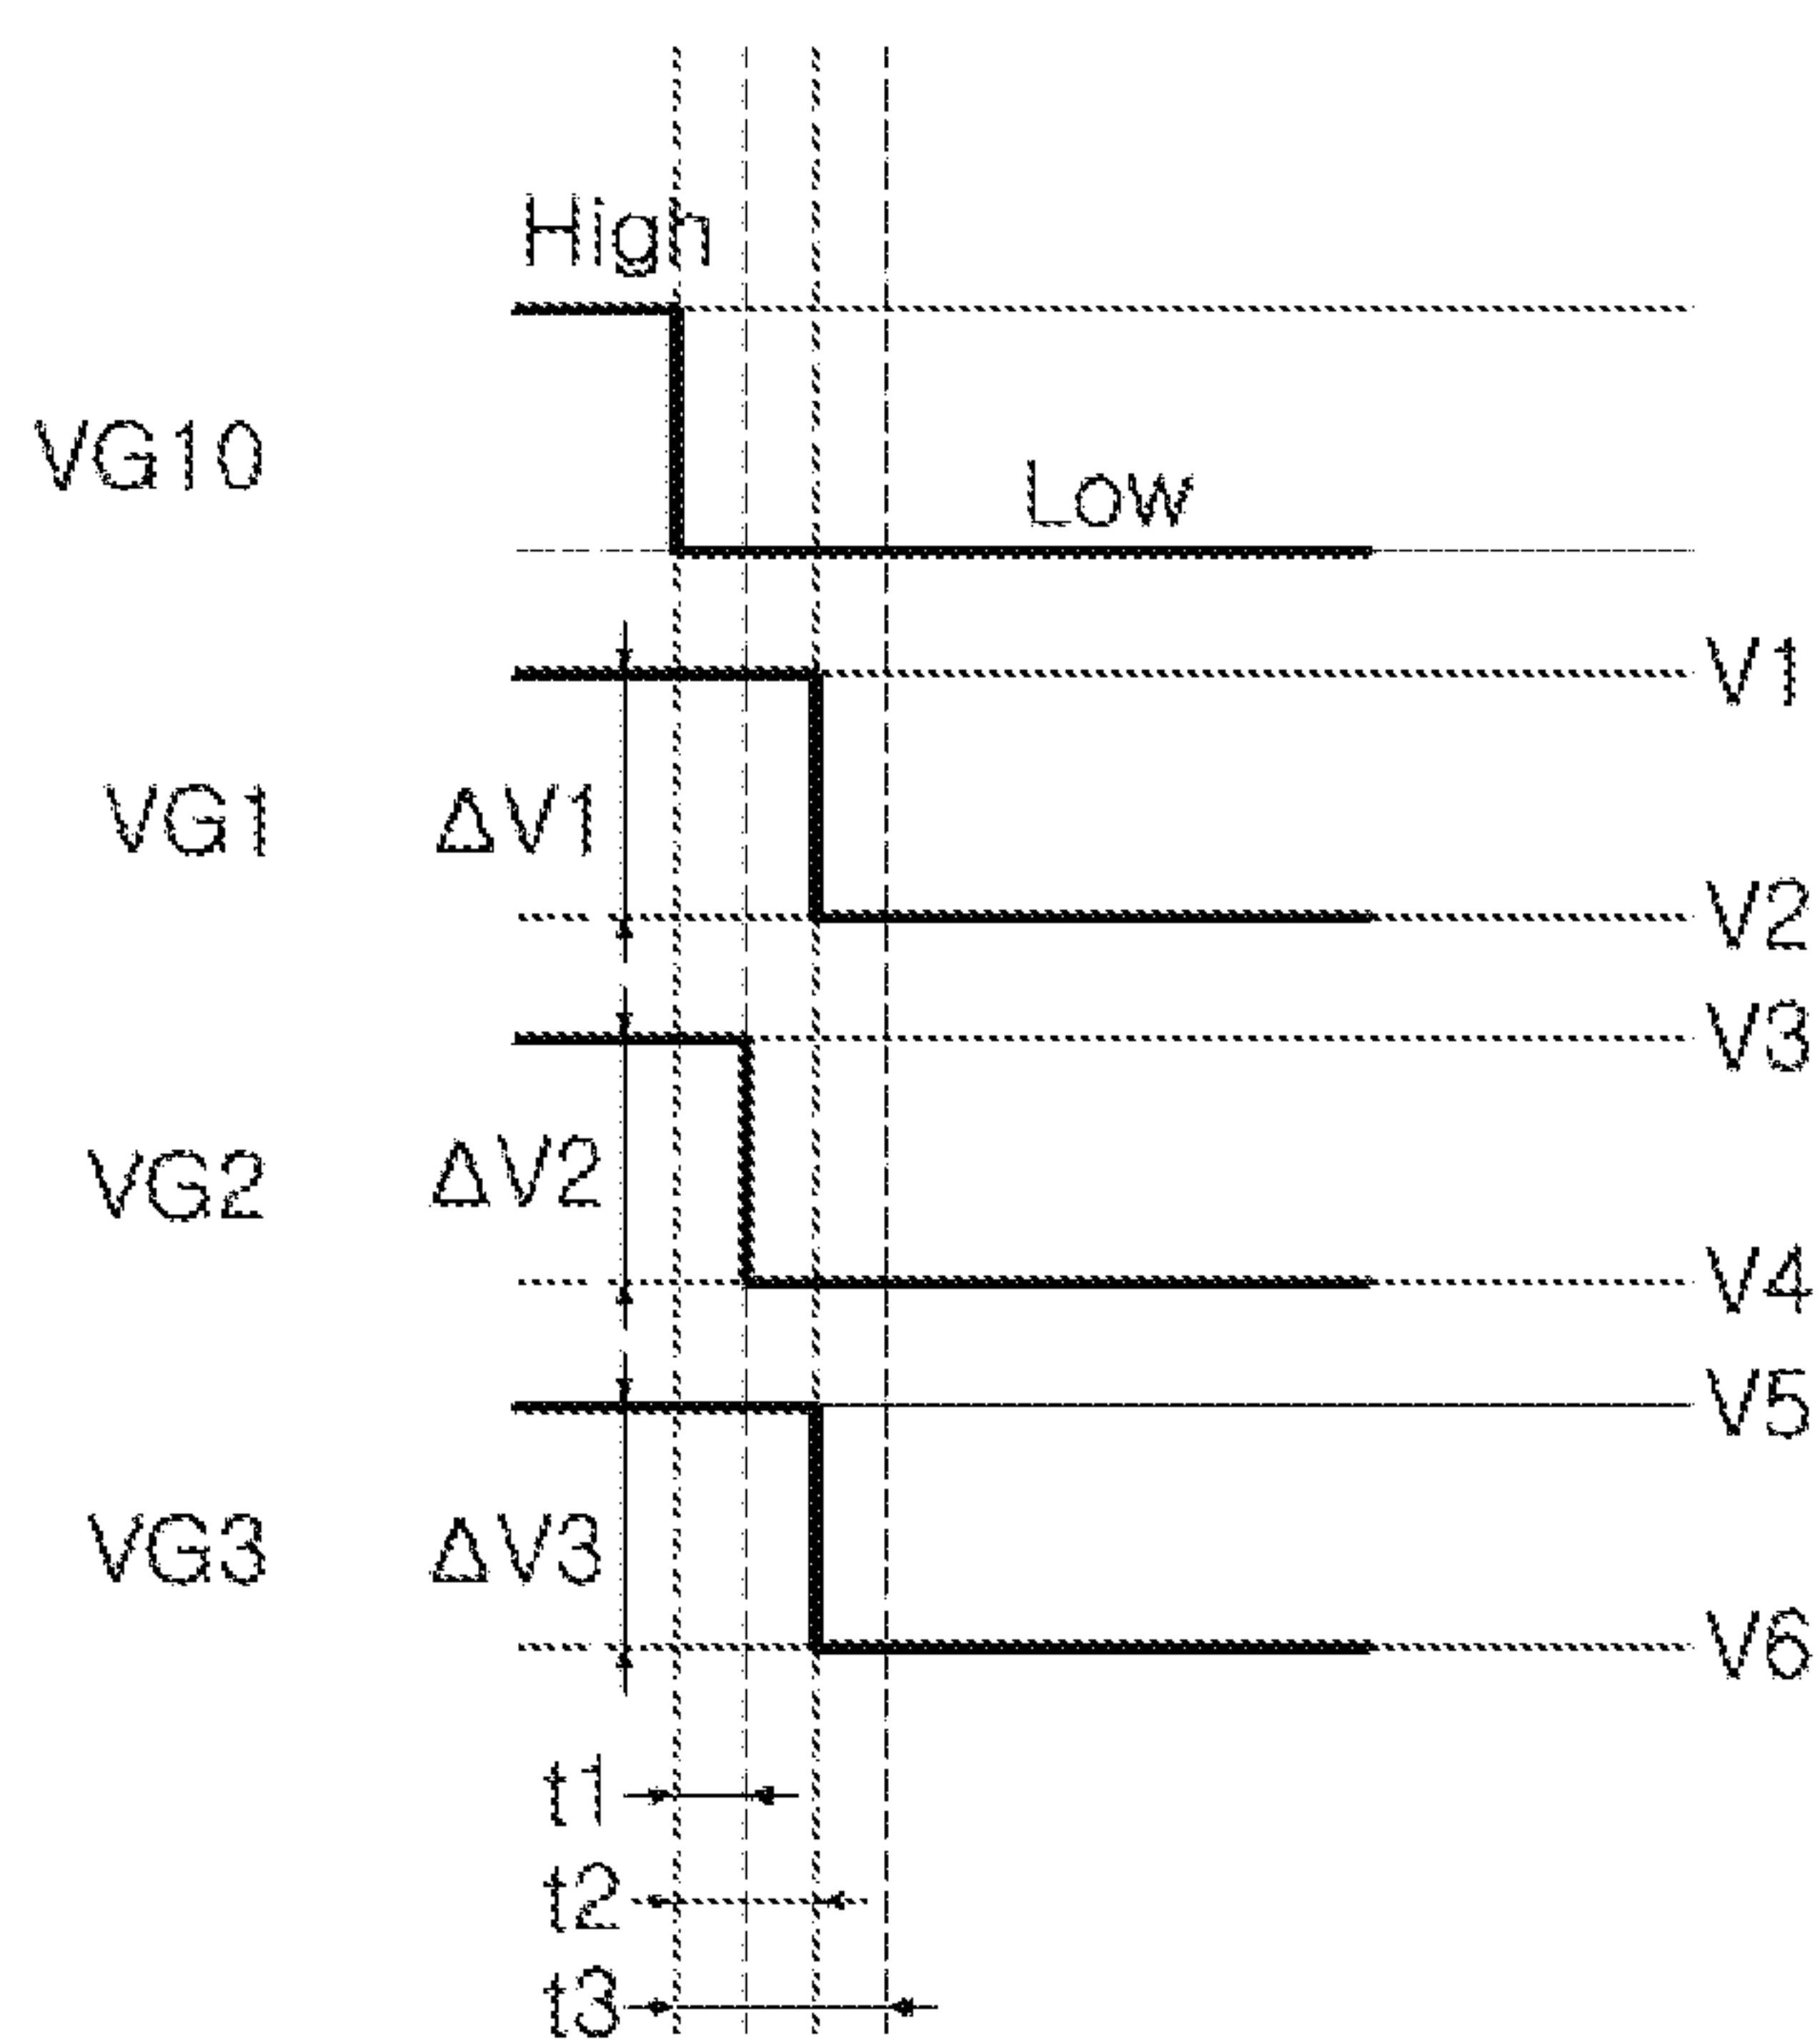 High
VG10
Low
V1
VG1 ΔV1
V2
V3
VG2 ΔV2
V4
V5
VG3 ΔV3
V6
t1
t2
t3